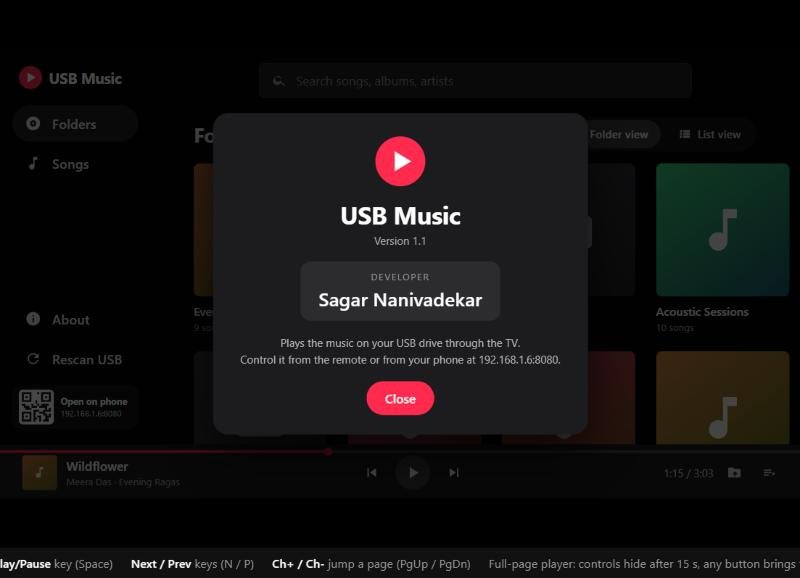 USB Music
Search songs, albums, artists
Folders
Songs
Folder view
List view
USB Music
Version 1.1
DEVELOPER
Sagar Nanivadekar
Plays the music on your USB drive through the TV.
Control it from the remote or from your phone at 192.168.1.6:8080.
Close
Acoustic Sessions
10 songs
About
Rescan USB
Open on phone
192.168.1.6:8080
Wildflower
Meera Das · Evening Ragas
1:15 / 3:03
lay/Pause key (Space) Next / Prev keys (N / P) Ch+ / Ch- jump a page (PgUp / PgDn) Full-page player: controls hide after 15 s, any button brings